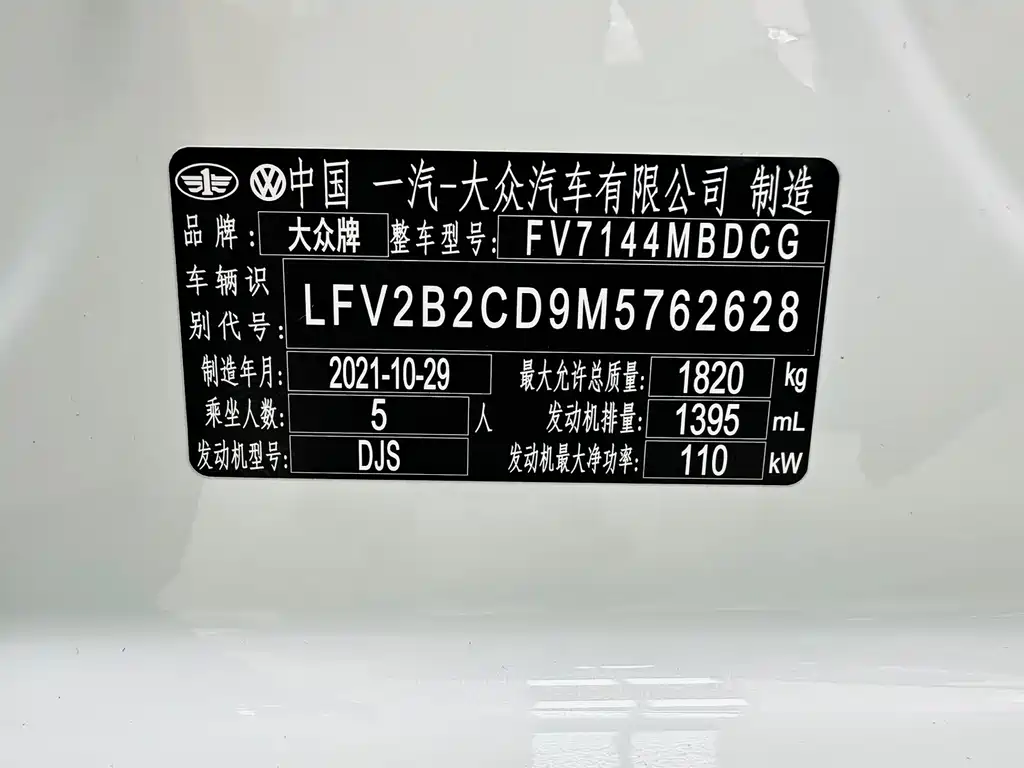 中国 一汽-大众汽车有限公司 制造
品牌: 大众牌 整车型号: FV7144MBDCG
车辆识别代号: LFV2B2CD9M5762628
制造年月: 2021-10-29 最大允许总质量: 1820 kg
乘坐人数: 5 人 发动机排量: 1395 mL
发动机型号: DJS 发动机最大净功率: 110 kW